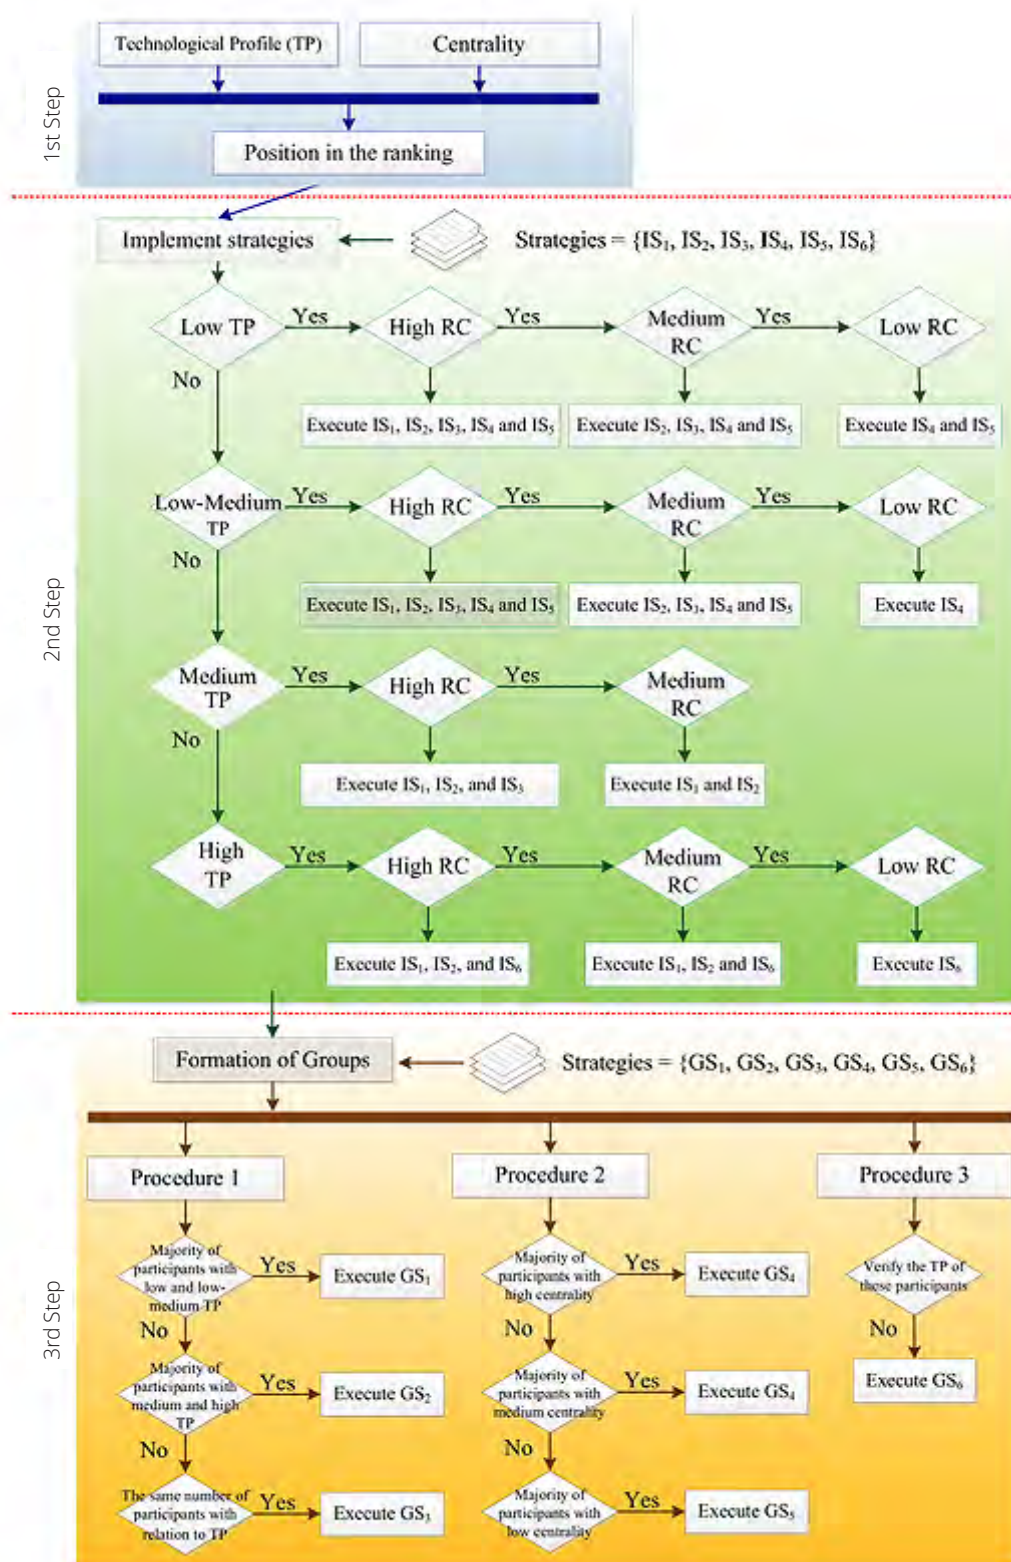 1st Step
Technological Profile (TP)
Centrality
Position in the ranking
2nd Step
Implement strategies
Strategies = {IS₁, IS₂, IS₃, IS₄, IS₅, IS₆}
Low TP
Yes
High RC
Yes
Medium
RC
Yes
Low RC
No
Execute IS₁, IS₂, IS₃, IS₄ and IS₅
Execute IS₂, IS₃, IS₄ and IS₅
Execute IS₄ and IS₅
Low-Medium
TP
Yes
High RC
Yes
Medium
RC
Yes
Low RC
No
Execute IS₁, IS₂, IS₃, IS₄ and IS₅
Execute IS₂, IS₃, IS₄ and IS₅
Execute IS₄
Medium
TP
Yes
High RC
Yes
Medium
RC
No
Execute IS₁, IS₂, and IS₃
Execute IS₁ and IS₂
High
TP
Yes
High RC
Yes
Medium
RC
Yes
Low RC
Execute IS₁, IS₂, and IS₆
Execute IS₁, IS₂ and IS₆
Execute IS₆
3rd Step
Formation of Groups
Strategies = {GS₁, GS₂, GS₃, GS₄, GS₅, GS₆}
Procedure 1
Majority of
participants with
low and low-
medium TP
Yes
Execute GS₁
No
Majority of
participants with
medium and high
TP
Yes
Execute GS₂
No
The same number of
participants with
relation to TP
Yes
Execute GS₃
Procedure 2
Majority of
participants with
high centrality
Yes
Execute GS₄
No
Majority of
participants with
medium centrality
Yes
Execute GS₄
No
Majority of
participants with
low centrality
Yes
Execute GS₅
Procedure 3
Verify the TP of
these participants
No
Execute GS₆